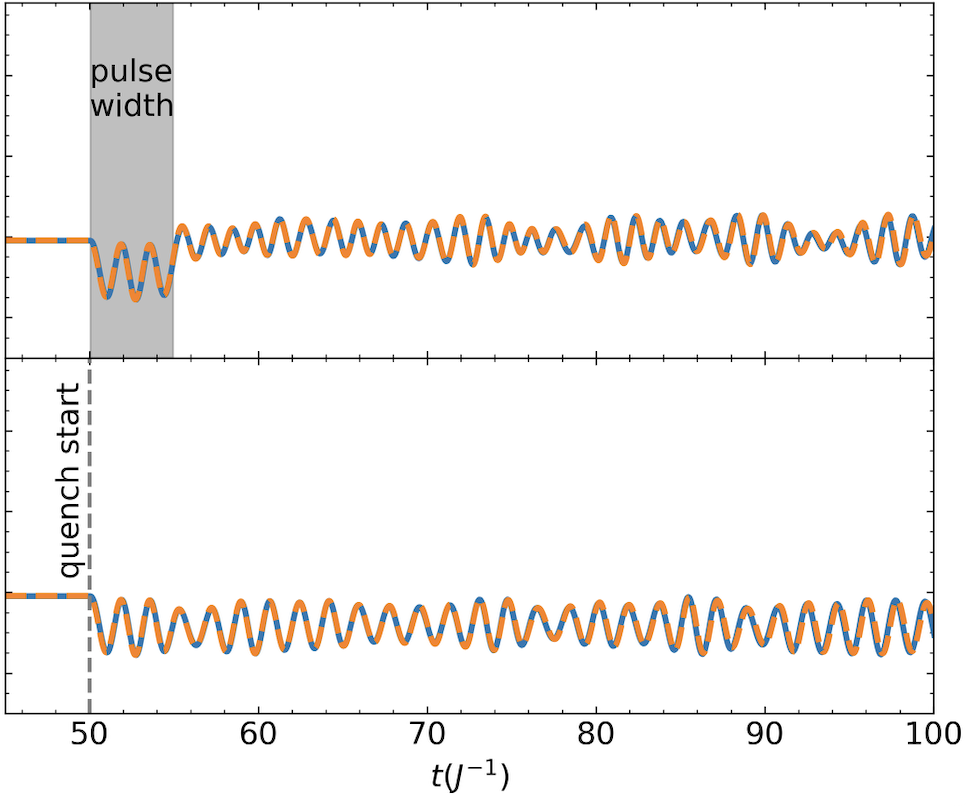 pulse
width
quench start
50 60 70 80 90 100
t(J⁻¹)